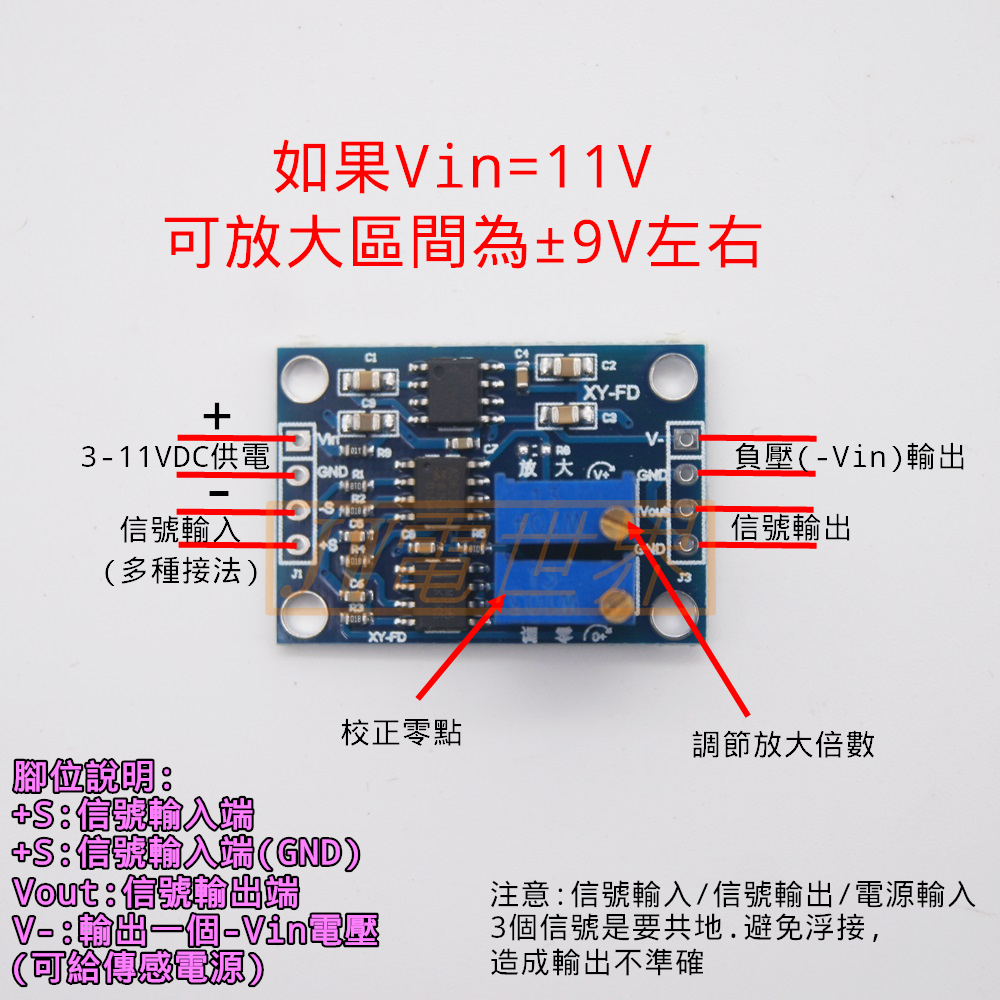 如果Vin=11V
可放大區間為±9V左右
C1
C4
C2
XY-FD
C9
C3
+
Vin
V-
3-11VDC供電
R9
C7
放 大
R8
負壓(-Vin)輸出
GND
R1
V+
GND
-
-S
R2
Vout
信號輸入
C5
信號輸出
(多種接法)
+S
R4
C8
R5
GND
J1
J3
C6
R3
XY-FD
調 零
0+
校正零點
調節放大倍數
腳位說明:
+S:信號輸入端
+S:信號輸入端(GND)
Vout:信號輸出端
V-:輸出一個-Vin電壓
(可給傳感電源)
注意:信號輸入/信號輸出/電源輸入
3個信號是要共地.避免浮接,
造成輸出不準確